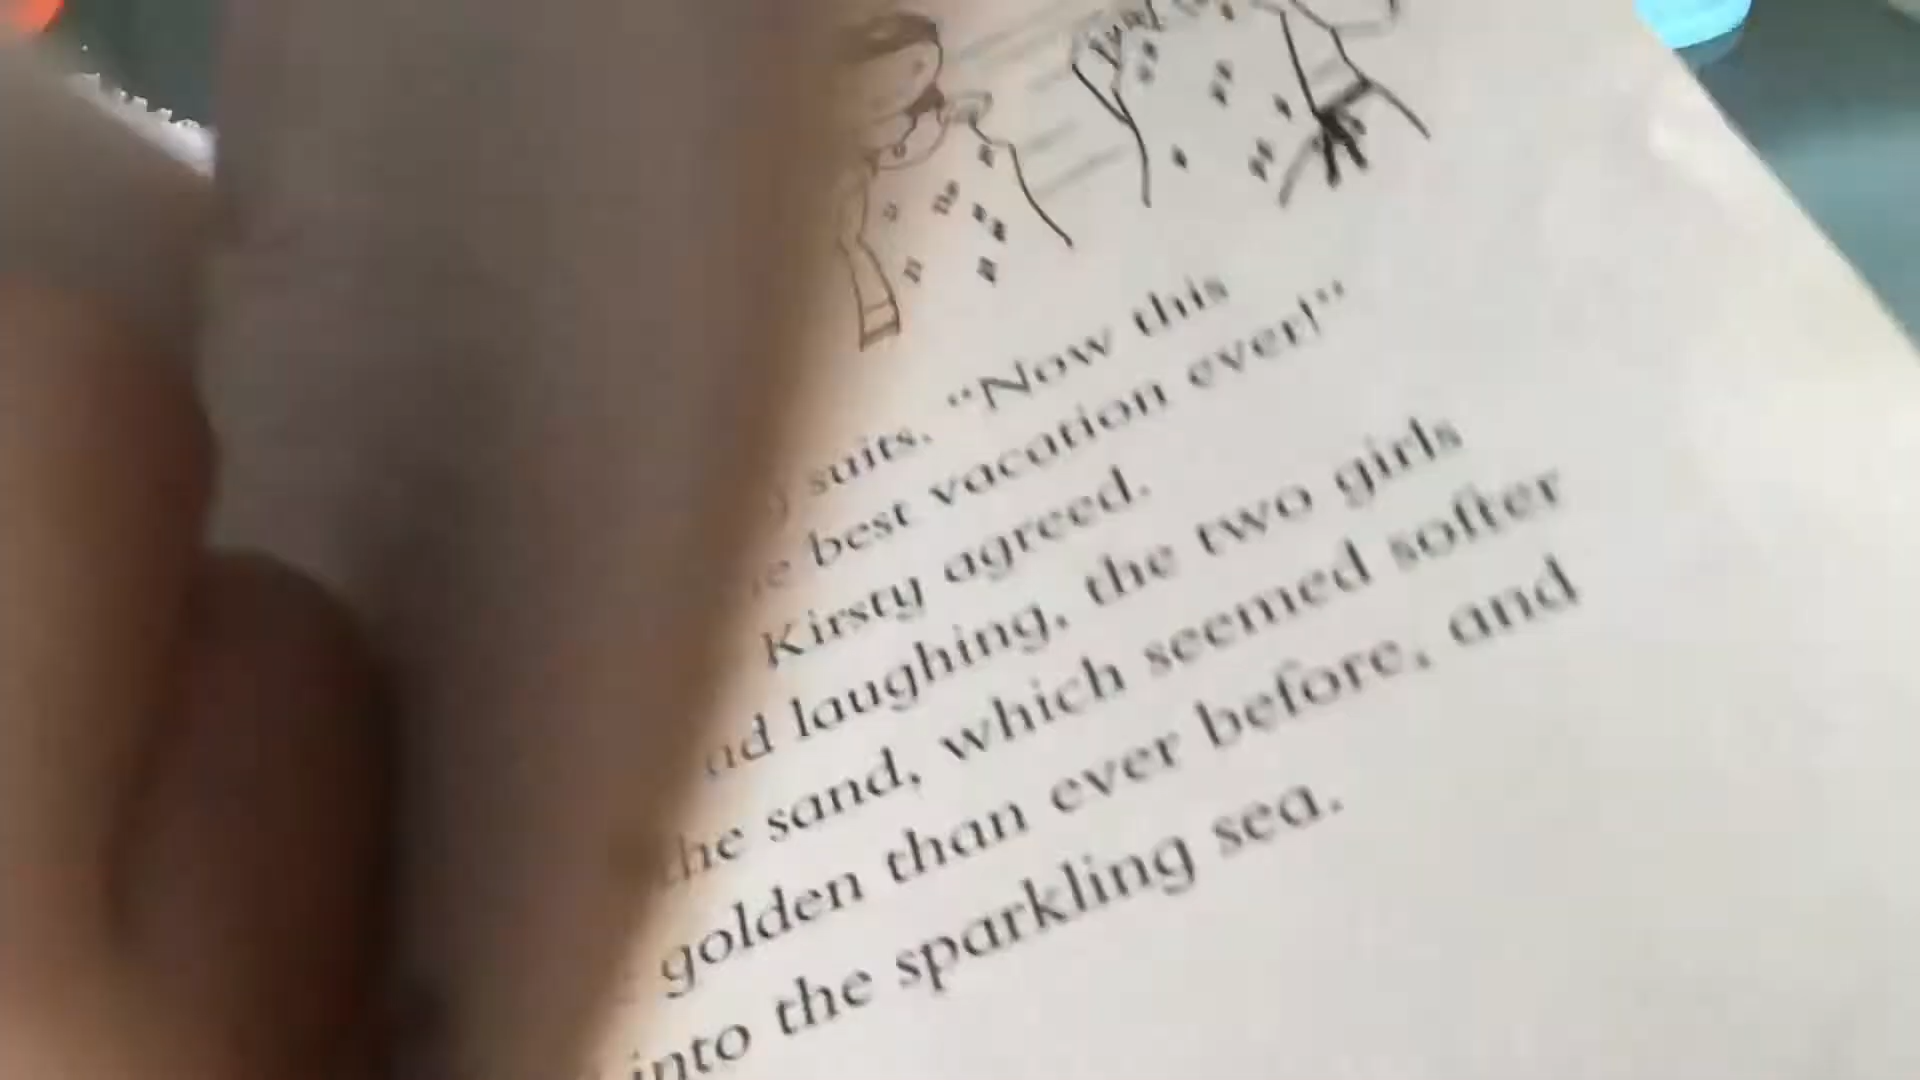 suits. “Now this
best vacation ever!”
Kirsty agreed.
laughing, the two girls
the sand, which seemed softer
golden than ever before, and
into the sparkling sea.